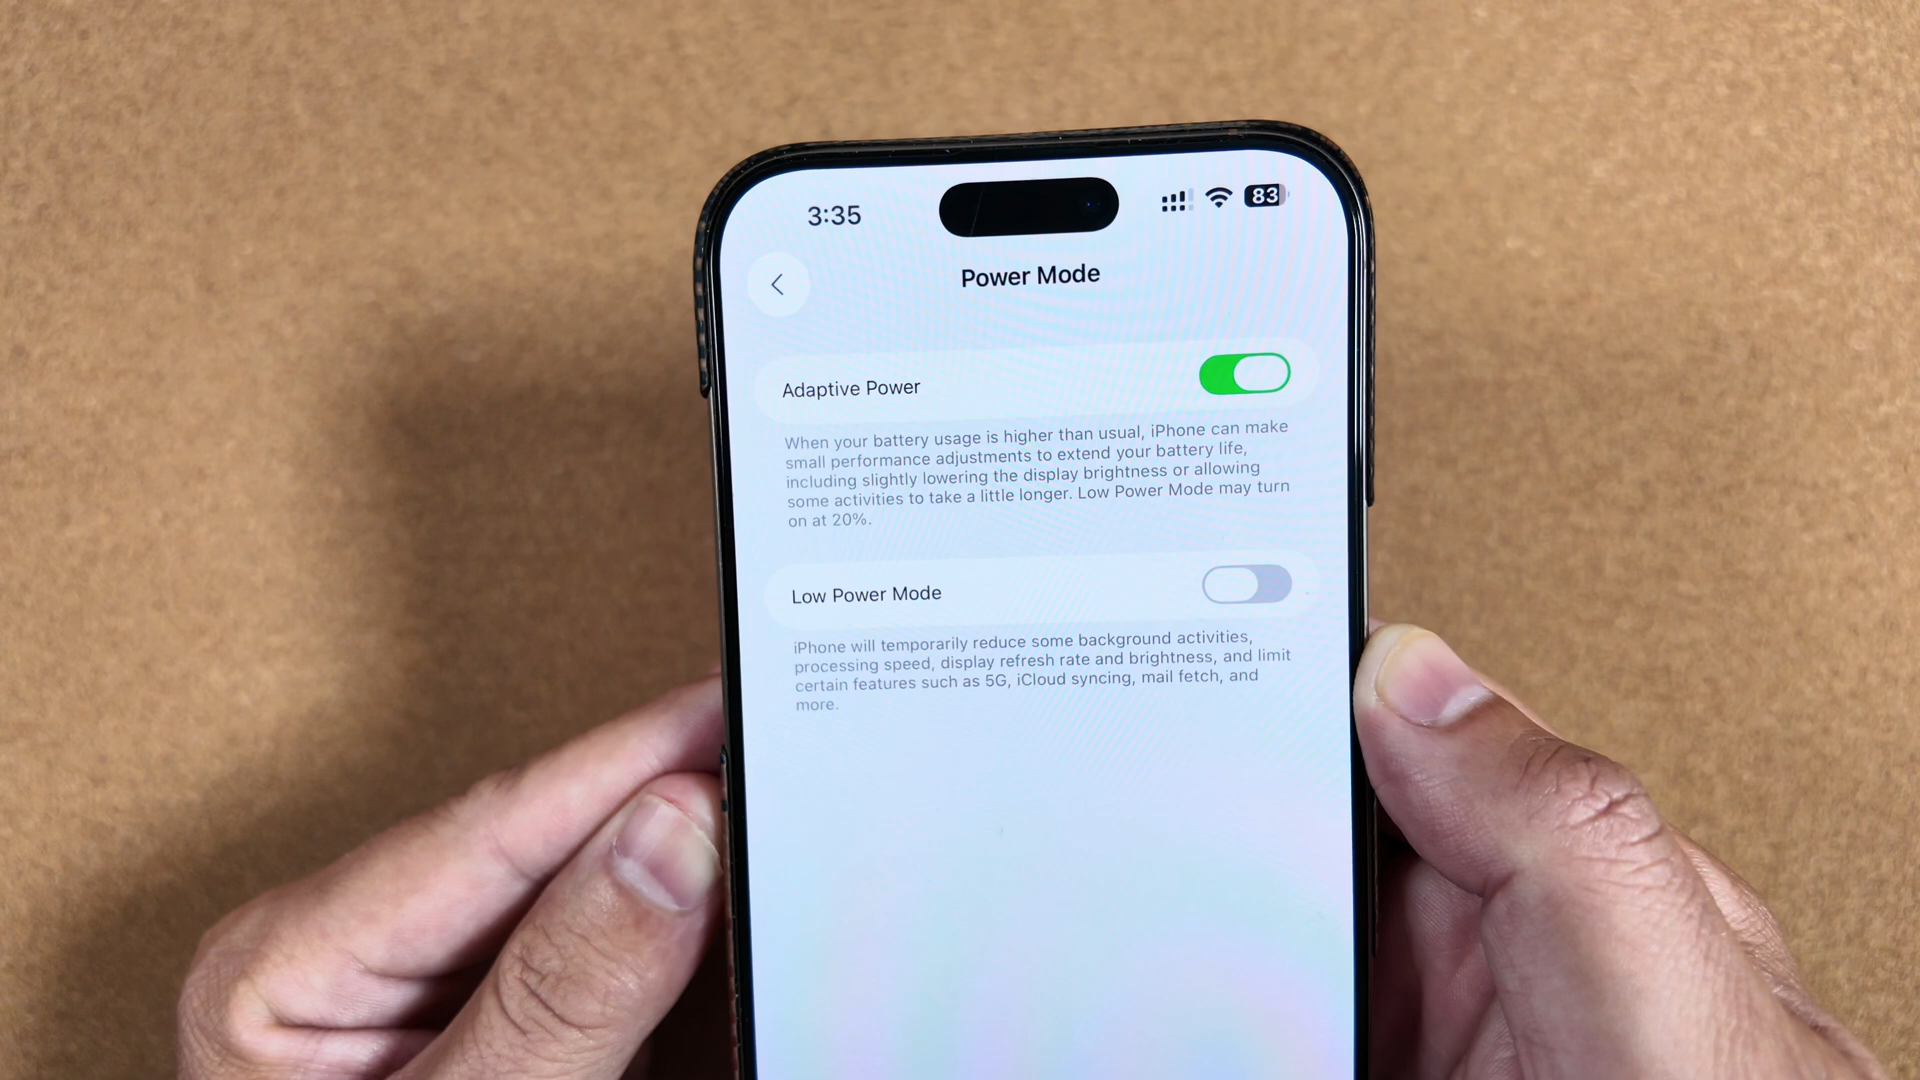 3:35
83
Power Mode
Adaptive Power
When your battery usage is higher than usual, iPhone can make
small performance adjustments to extend your battery life,
including slightly lowering the display brightness or allowing
some activities to take a little longer. Low Power Mode may turn
on at 20%.
Low Power Mode
iPhone will temporarily reduce some background activities,
processing speed, display refresh rate and brightness, and limit
certain features such as 5G, iCloud syncing, mail fetch, and
more.